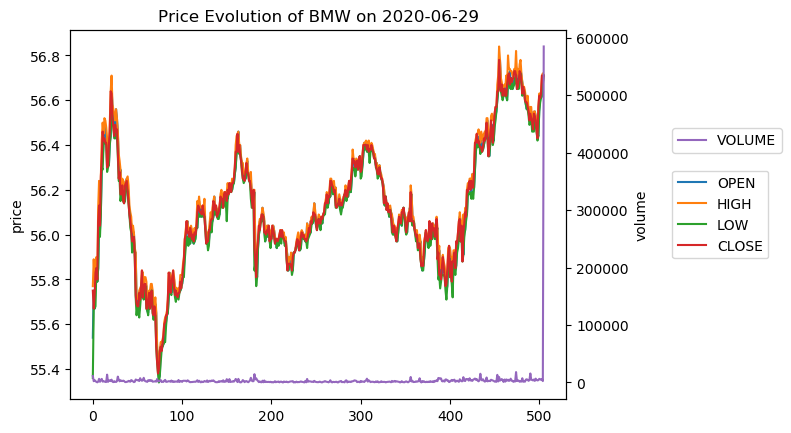 Price Evolution of BMW on 2020-06-29
price
56.8
56.6
56.4
56.2
56.0
55.8
55.6
55.4
0
100
200
300
400
500
600000
500000
400000
300000
200000
100000
0
volume
VOLUME
OPEN
HIGH
LOW
CLOSE